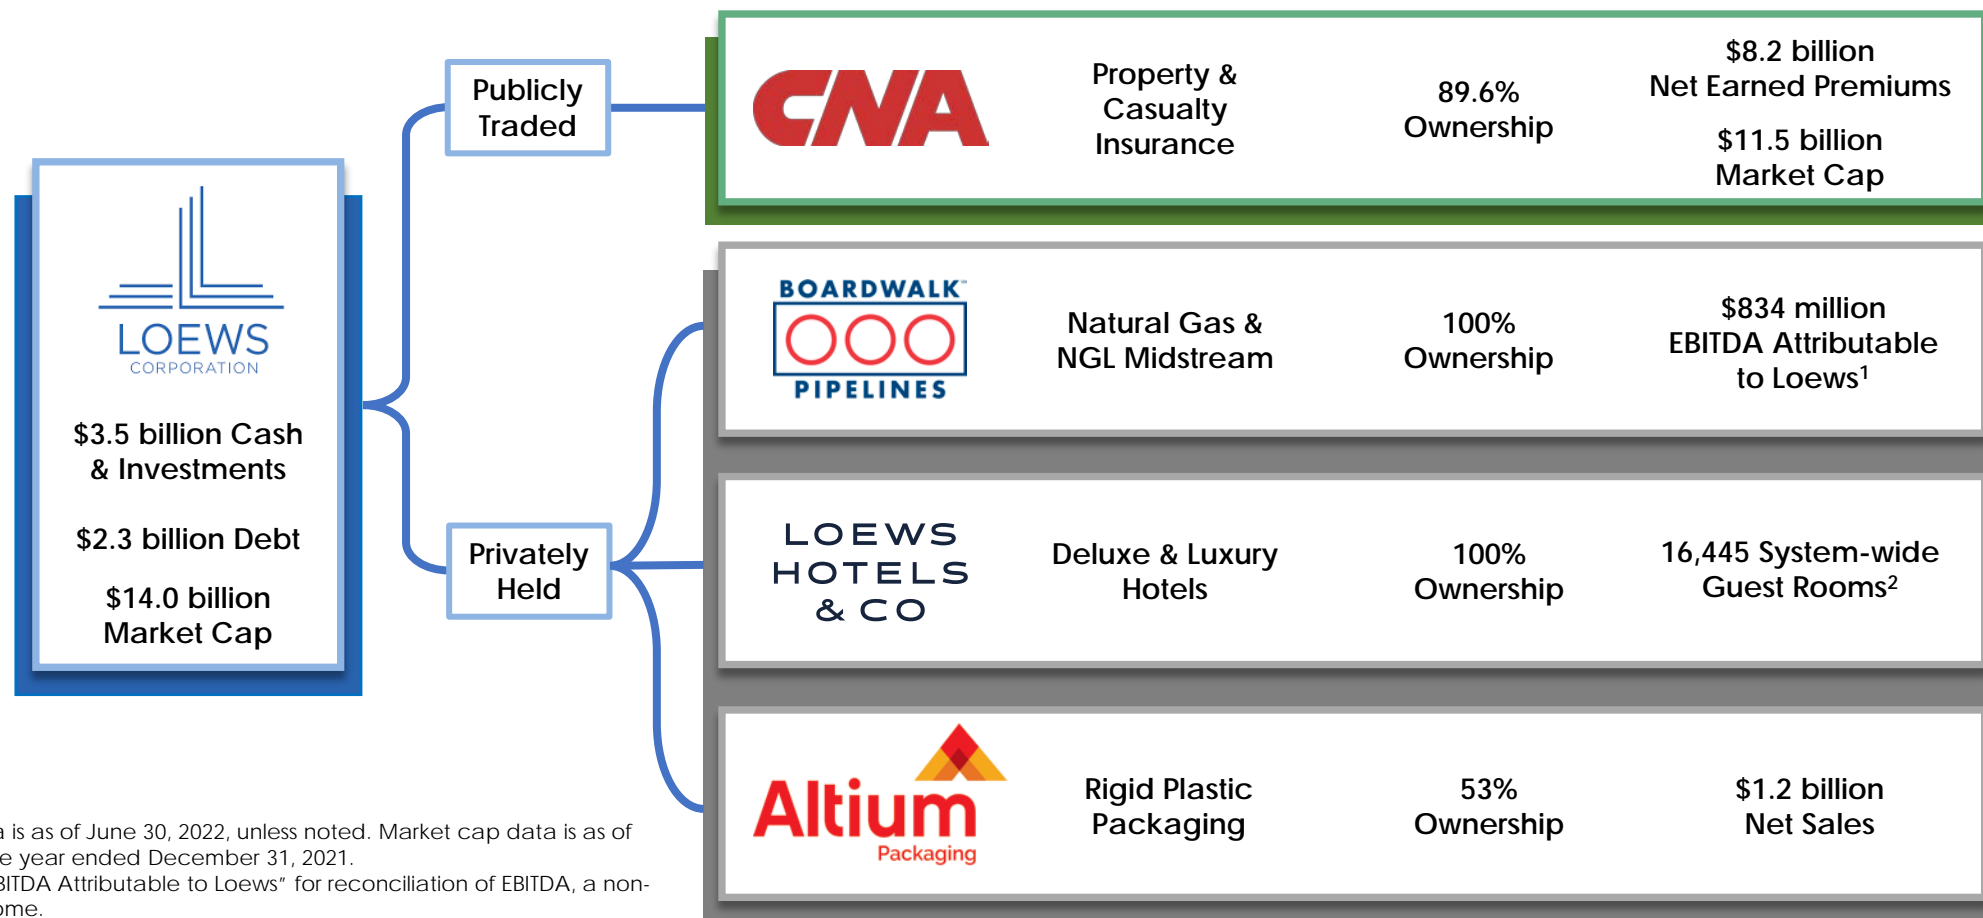 LOEWS
CORPORATION
$3.5 billion Cash
& Investments
$2.3 billion Debt
$14.0 billion
Market Cap
Publicly
Traded
Privately
Held
CNA
Property &
Casualty
Insurance
89.6%
Ownership
$8.2 billion
Net Earned Premiums
$11.5 billion
Market Cap
BOARDWALK™
PIPELINES
Natural Gas &
NGL Midstream
100%
Ownership
$834 million
EBITDA Attributable
to Loews¹
LOEWS
HOTELS
& CO
Deluxe & Luxury
Hotels
100%
Ownership
16,445 System-wide
Guest Rooms²
Altium
Packaging
Rigid Plastic
Packaging
53%
Ownership
$1.2 billion
Net Sales
is as of June 30, 2022, unless noted. Market cap data is as of
year ended December 31, 2021.
Attributable to Loews” for reconciliation of EBITDA, a non-